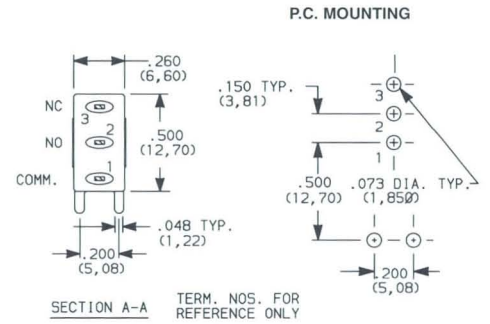 P.C. MOUNTING
.260
(6,60)
NC
3
NO
2
COMM.
1
.500
(12,70)
.048 TYP.
(1,22)
.200
(5,08)
SECTION A-A
TERM. NOS. FOR
REFERENCE ONLY
.150 TYP.
(3,81)
3
2
1
.500
(12,70)
.073 DIA. TYP.
(1,850)
.200
(5,08)